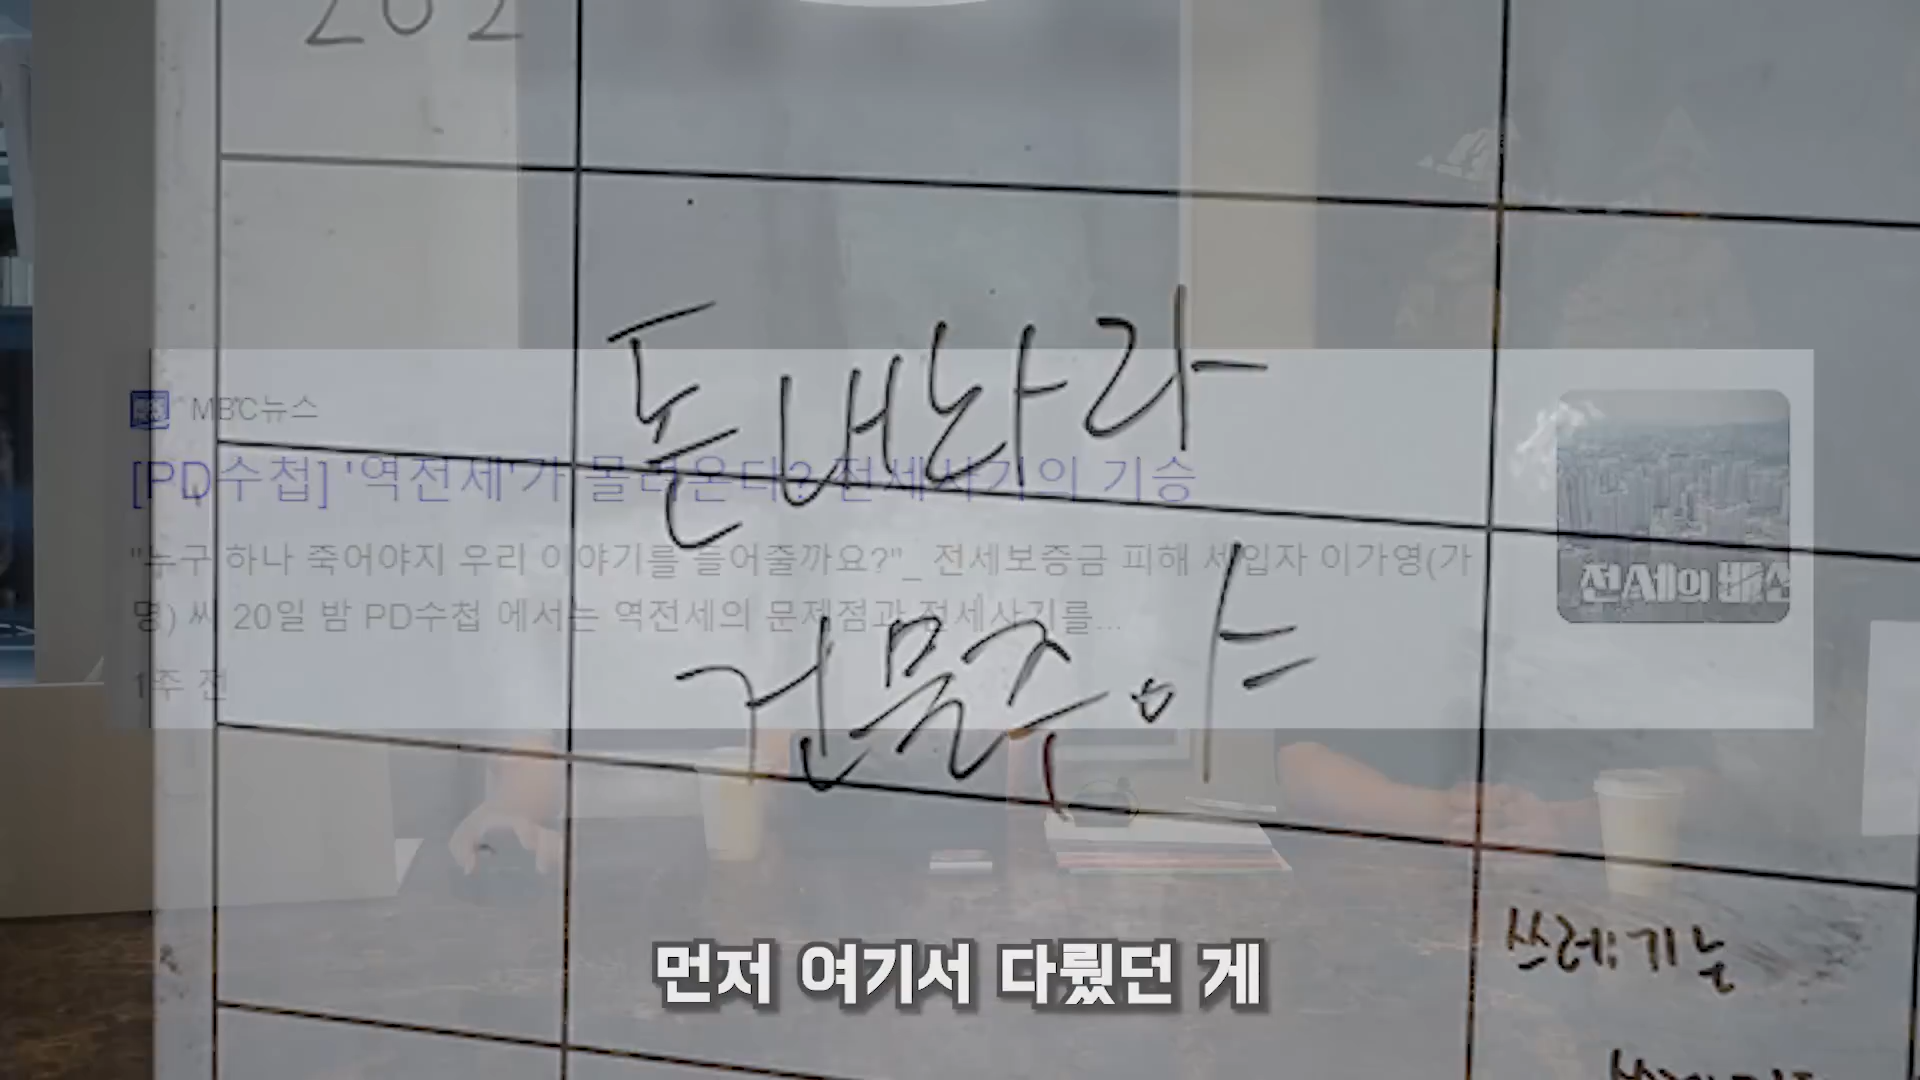 202
돈내놔라
MBC뉴스
[PD수첩] '역전세'가 몰려온다? 전세사기의 기승
"누구 하나 죽어야지 우리 이야기를 들어줄까요?"_ 전세보증금 피해 세입자 이가영(가
명) 씨 20일 밤 PD수첩 에서는 역전세의 문제점과 전세사기를...
1주 전
전세의 배신
건물주야
쓰레기는
먼저 여기서 다뤘던 게